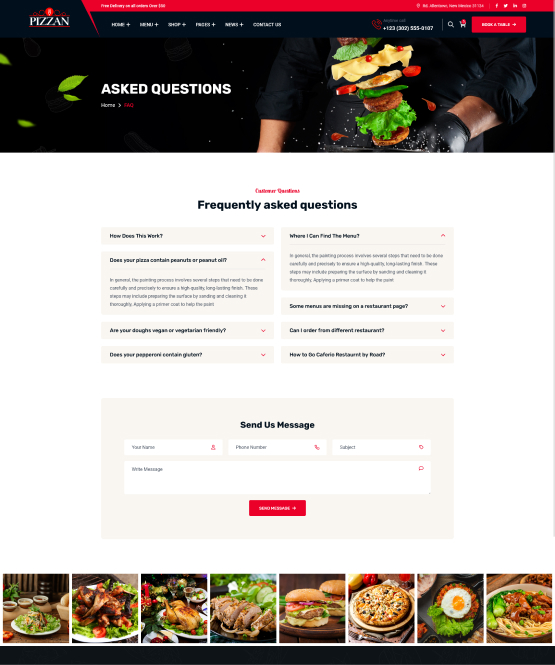 Free Delivery on all orders Over $50
Rd. Allentown, New Mexico 31134
PIZZAN
HOME + MENU + SHOP + PAGES + NEWS + CONTACT US
+123 (302) 555-0107
BOOK A TABLE →
ASKED QUESTIONS
Home > FAQ
Customer Questions
Frequently asked questions
How Does This Work?
Does your pizza contain peanuts or peanut oil?
In general, the painting process involves several steps that need to be done
carefully and precisely to ensure a high-quality, long-lasting finish. These
steps may include preparing the surface by sanding and cleaning it
thoroughly, Applying a primer coat to help the paint
Are your doughs vegan or vegetarian friendly?
Does your pepperoni contain gluten?
Where I Can Find The Menu?
In general, the painting process involves several steps that need to be done
carefully and precisely to ensure a high-quality, long-lasting finish. These
steps may include preparing the surface by sanding and cleaning it
thoroughly, Applying a primer coat to help the paint
Some menus are missing on a restaurant page?
Can I order from different restaurant?
How to Go Caferio Restaurnt by Road?
Send Us Message
Your Name
Phone Number
Subject
Write Message
SEND MESSAGE →